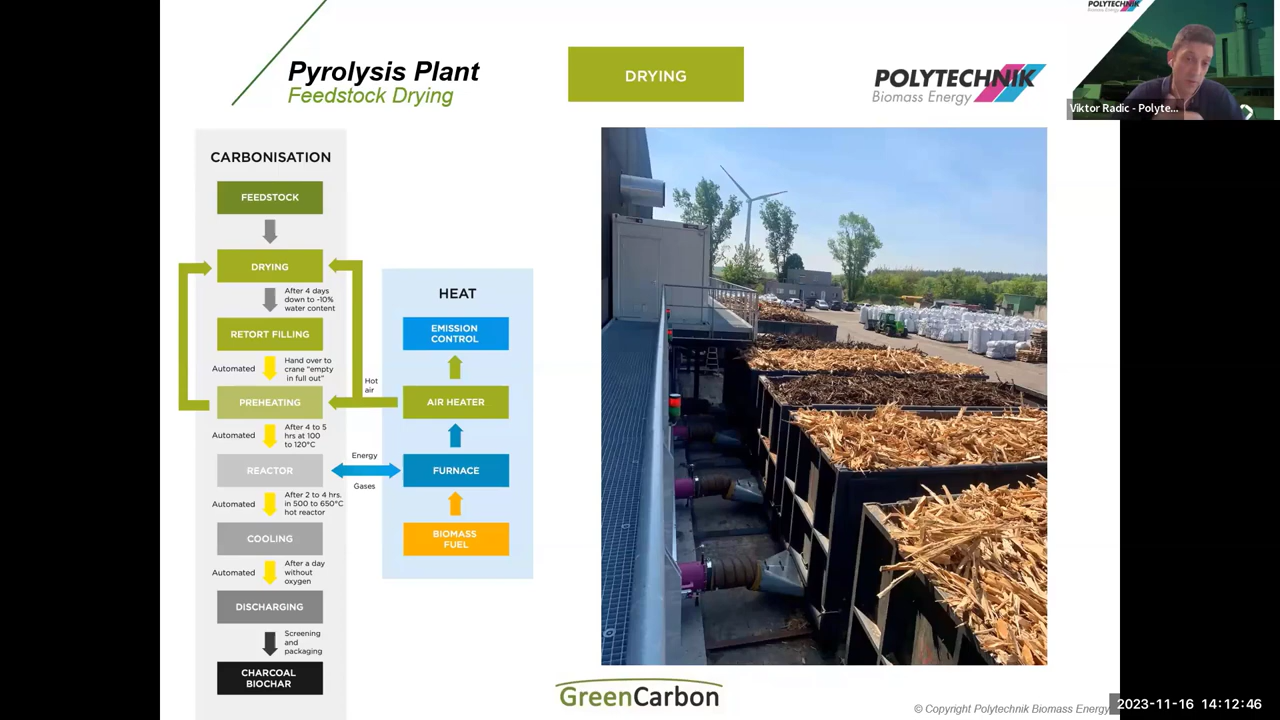 Pyrolysis Plant
Feedstock Drying
DRYING
POLYTECHNIK
Biomass Energy
POLYTECHNIK
Biomass Energy
Viktor Radic - Polyte...
CARBONISATION
FEEDSTOCK
DRYING
After 4 days
down to ~10%
water content
RETORT FILLING
Automated
Hand over to
crane “empty
in full out”
PREHEATING
Automated
After 4 to 5
hrs at 100
to 120°C
REACTOR
Automated
After 2 to 4 hrs.
in 500 to 650°C
hot reactor
COOLING
Automated
After a day
without
oxygen
DISCHARGING
Screening
and
packaging
CHARCOAL
BIOCHAR
HEAT
EMISSION
CONTROL
Hot
air
AIR HEATER
Energy
Gases
FURNACE
BIOMASS
FUEL
GreenCarbon
© Copyright Polytechnik Biomass Energy
2023-11-16 14:12:46